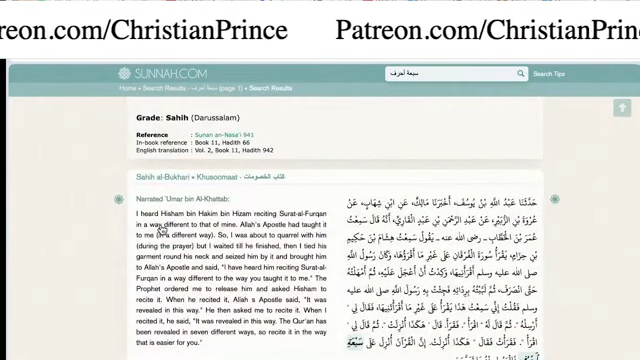 reon.com/ChristianPrince Patreon.com/ChristianPrinc
SUNNAH.COM
سبعة أحرف
Search Tips
Home » Search Results - سبعة أحرف (page 1) » Search Results
Grade: Sahih (Darussalam)
Reference : Sunan an-Nasa'i 941
In-book reference : Book 11, Hadith 66
English translation : Vol. 2, Book 11, Hadith 942
Sahih al-Bukhari » Khusoomaat - كتاب الخصومات
Narrated 'Umar bin Al-Khattab:
I heard Hisham bin Hakim bin Hizam reciting Surat-al-Furqan
in a way different to that of mine. Allah's Apostle had taught it
to me (in a different way). So, I was about to quarrel with him
(during the prayer) but I waited till he finished, then I tied his
garment round his neck and seized him by it and brought him
to Allah's Apostle and said, "I have heard him reciting Surat-al-
Furqan in a way different to the way you taught it to me." The
Prophet ordered me to release him and asked Hisham to
recite it. When he recited it, Allah s Apostle said, "It was
revealed in this way." He then asked me to recite it. When I
recited it, he said, "It was revealed in this way. The Qur'an has
been revealed in seven different ways, so recite it in the way
that is easier for you."
حَدَّثَنَا عَبْدُ اللَّهِ بْنُ يُوسُفَ، أَخْبَرَنَا مَالِكٌ، عَنِ ابْنِ شِهَابٍ، عَنْ
عُرْوَةَ بْنِ الزُّبَيْرِ، عَنْ عَبْدِ الرَّحْمَنِ بْنِ عَبْدٍ الْقَارِيِّ، أَنَّهُ قَالَ سَمِعْتُ
عُمَرَ بْنَ الْخَطَّابِ ـ رضى الله عنه ـ يَقُولُ سَمِعْتُ هِشَامَ بْنَ حَكِيمِ
بْنِ حِزَامٍ، يَقْرَأُ سُورَةَ الْفُرْقَانِ عَلَى غَيْرِ مَا أَقْرَؤُهَا، وَكَانَ رَسُولُ اللَّهِ
صلى الله عليه وسلم أَقْرَأَنِيهَا، وَكِدْتُ أَنْ أَعْجَلَ عَلَيْهِ، ثُمَّ أَمْهَلْتُهُ
حَتَّى انْصَرَفَ، ثُمَّ لَبَّبْتُهُ بِرِدَائِهِ فَجِئْتُ بِهِ رَسُولَ اللَّهِ صلى الله عليه
وسلم فَقُلْتُ إِنِّي سَمِعْتُ هَذَا يَقْرَأُ عَلَى غَيْرِ مَا أَقْرَأْتَنِيهَا، فَقَالَ لِي "
أَرْسِلْهُ ". ثُمَّ قَالَ لَهُ " اقْرَأْ ". فَقَرَأَ. قَالَ " هَكَذَا أُنْزِلَتْ ". ثُمَّ قَالَ لِي "
اقْرَأْ ". فَقَرَأْتُ فَقَالَ " هَكَذَا أُنْزِلَتْ. إِنَّ الْقُرْآنَ أُنْزِلَ عَلَى سَبْعَةِ